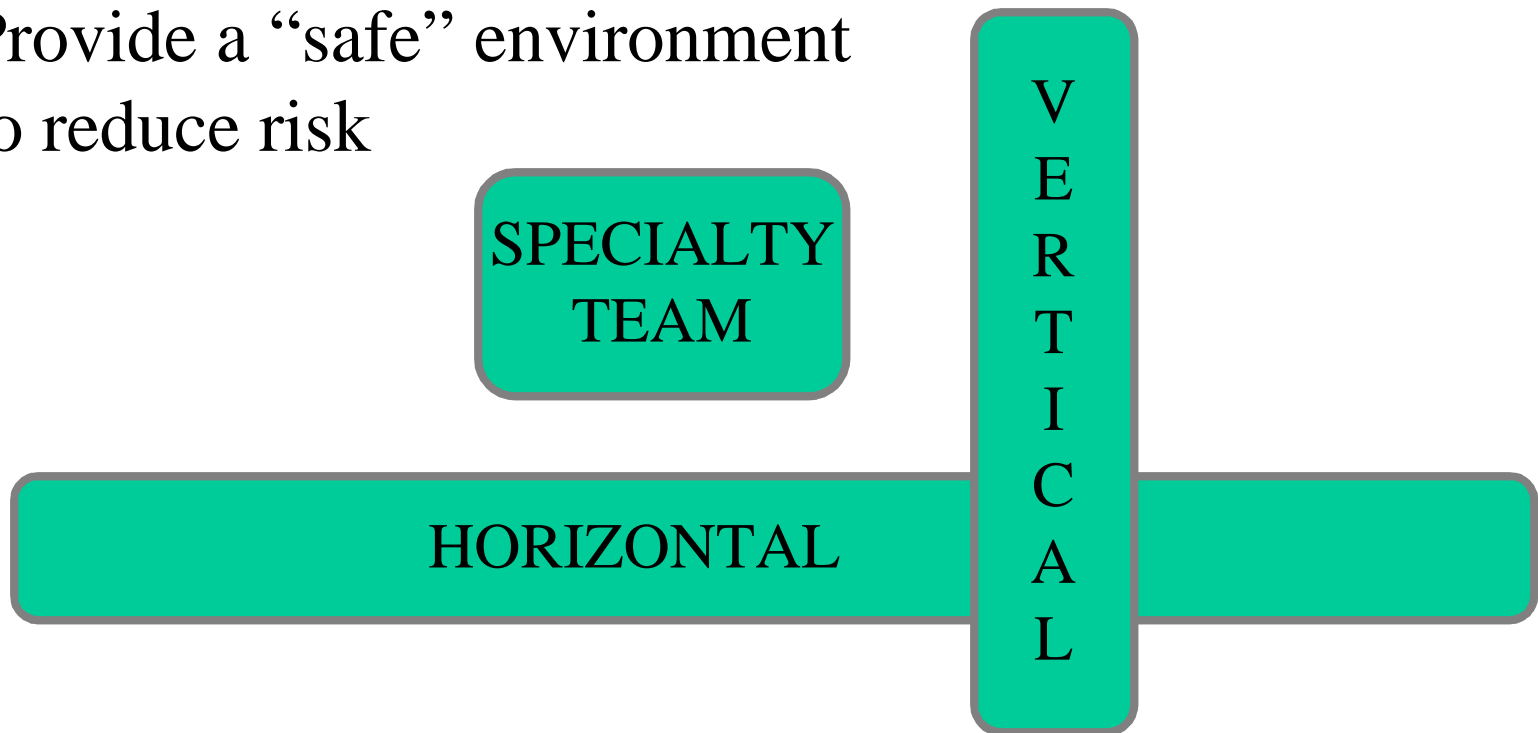 Provide a “safe” environment
o reduce risk
SPECIALTY
TEAM
HORIZONTAL
V
E
R
T
I
C
A
L